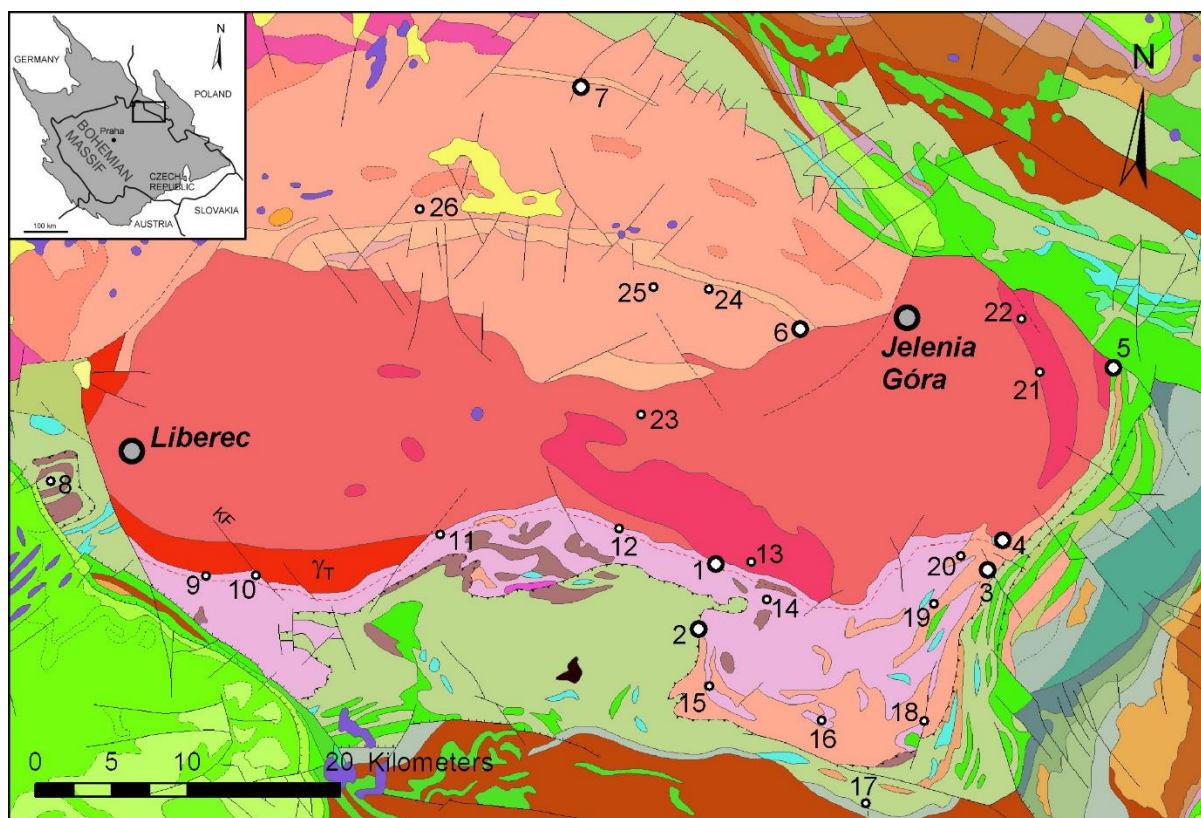 GERMANY
N
POLAND
Praha
BOHEMIAN
MASSIF
CZECH
REPUBLIC
SLOVAKIA
AUSTRIA
100 km
N
7
26
25
24
6
Jelenia
Góra
22
5
21
23
Liberec
8
KF
γT
11
12
1
13
4
20
3
9
10
14
19
2
15
16
18
17
0 5 10 20 Kilometers